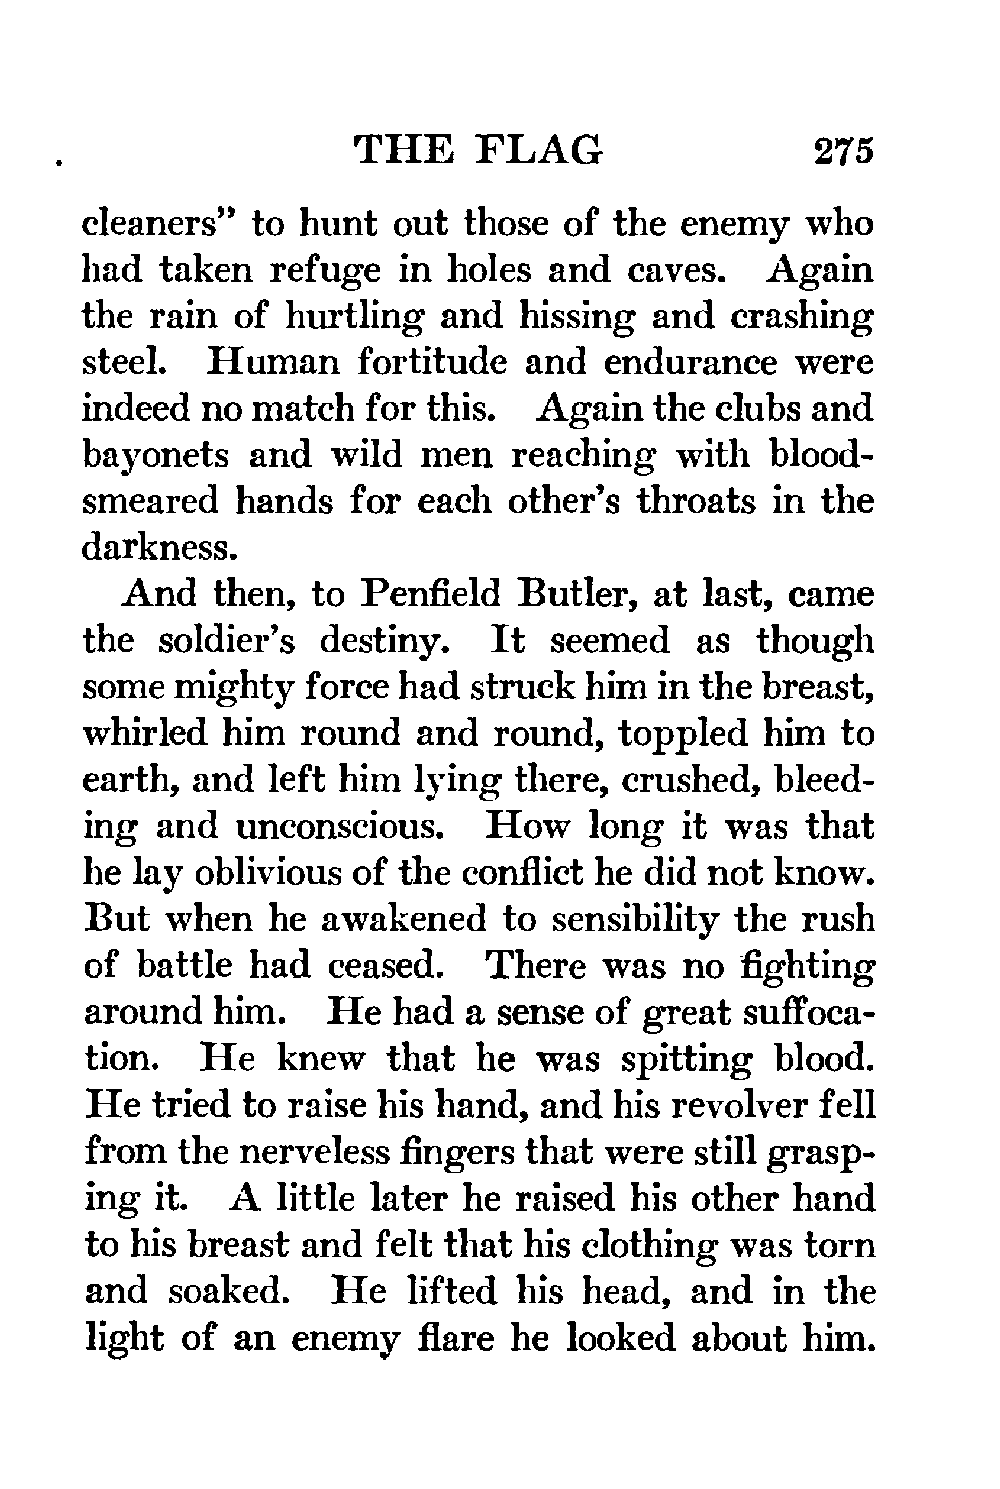 THE FLAG 275
cleaners” to hunt out those of the enemy who
had taken refuge in holes and caves. Again
the rain of hurtling and hissing and crashing
steel. Human fortitude and endurance were
indeed no match for this. Again the clubs and
bayonets and wild men reaching with blood-
smeared hands for each other’s throats in the
darkness.
And then, to Penfield Butler, at last, came
the soldier’s destiny. It seemed as though
some mighty force had struck him in the breast,
whirled him round and round, toppled him to
earth, and left him lying there, crushed, bleed-
ing and unconscious. How long it was that
he lay oblivious of the conflict he did not know.
But when he awakened to sensibility the rush
of battle had ceased. There was no fighting
around him. He had a sense of great suffoca-
tion. He knew that he was spitting blood.
He tried to raise his hand, and his revolver fell
from the nerveless fingers that were still grasp-
ing it. A little later he raised his other hand
to his breast and felt that his clothing was torn
and soaked. He lifted his head, and in the
light of an enemy flare he looked about him.